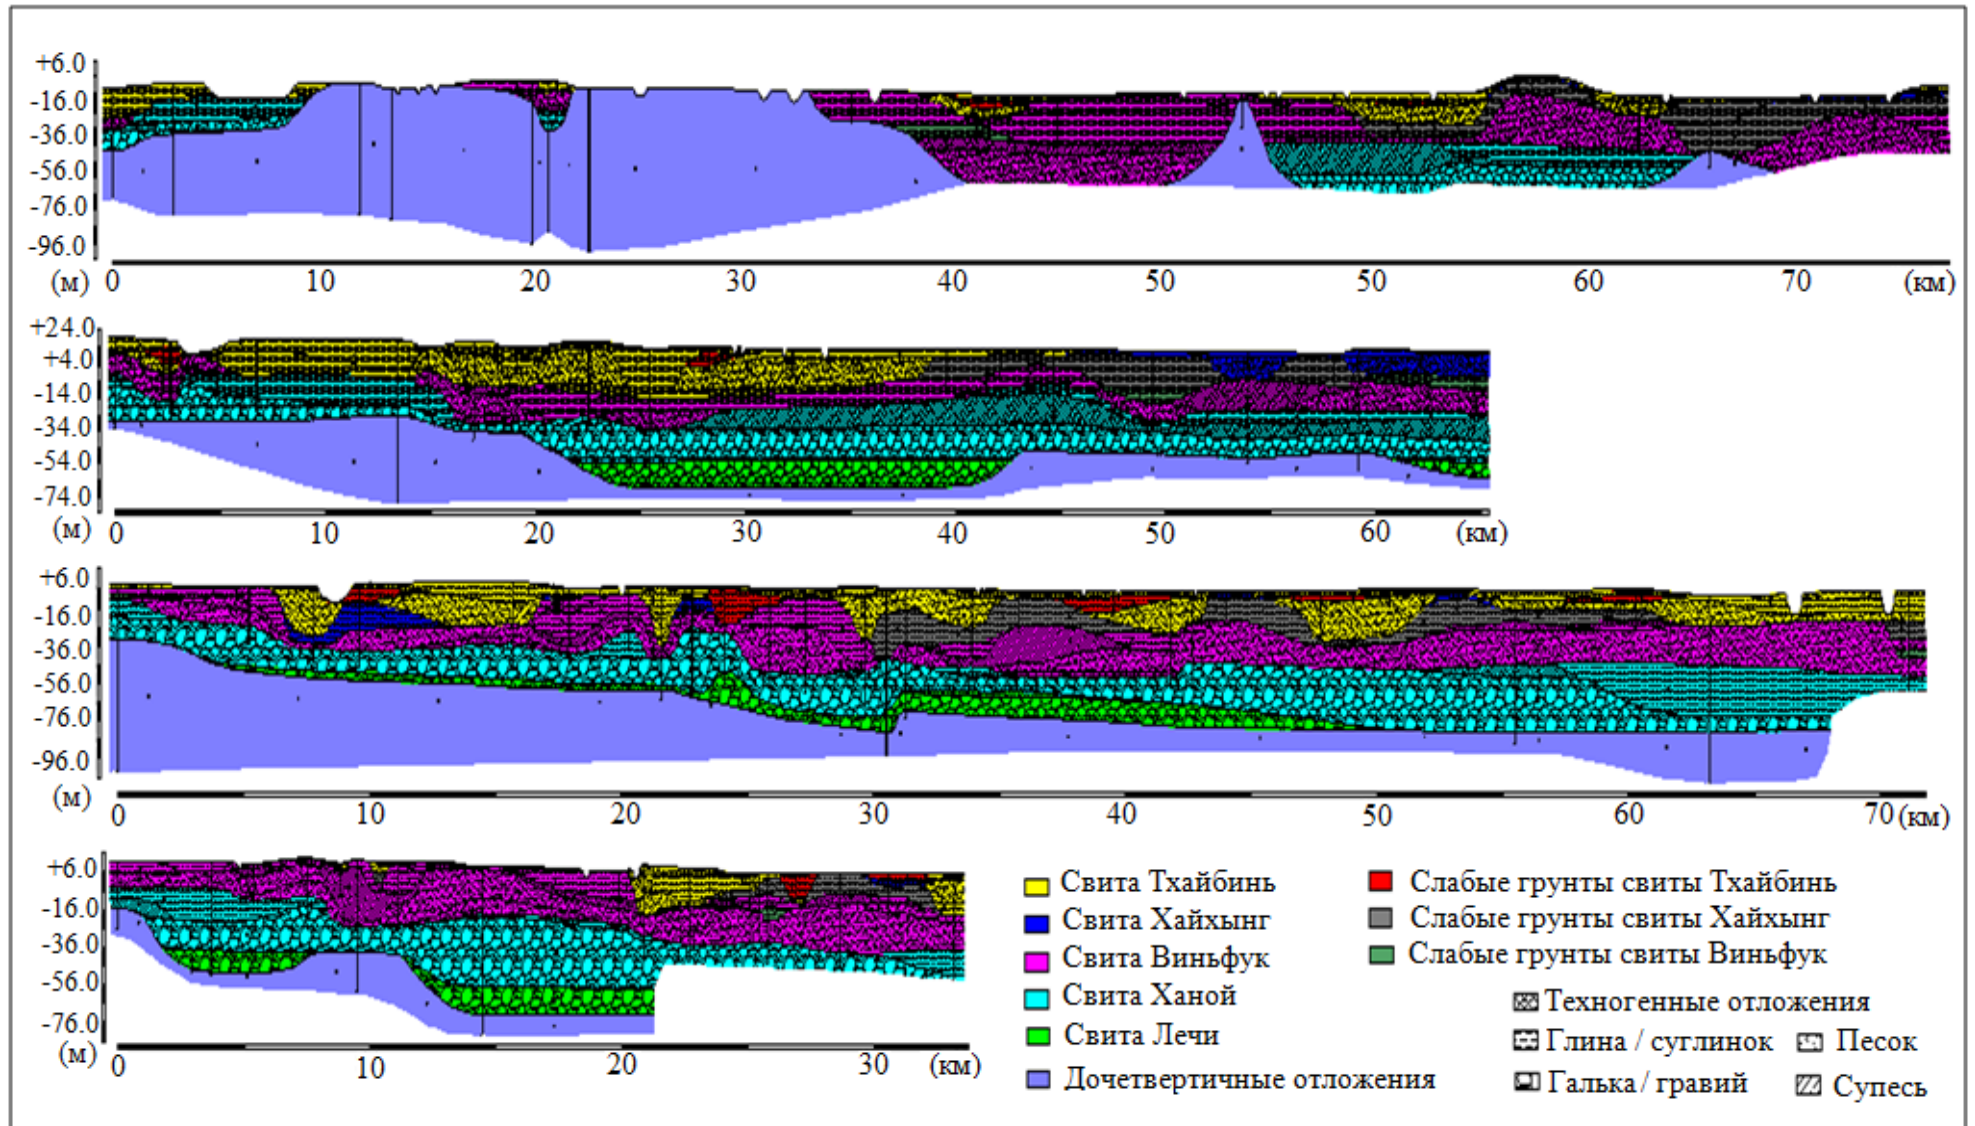 +6.0
-16.0
-36.0
-56.0
-76.0
-96.0
(м) 0 10 20 30 40 50 50 60 70 (км)
+24.0
+4.0
-14.0
-34.0
-54.0
-74.0
(м) 0 10 20 30 40 50 60 (км)
+6.0
-16.0
-36.0
-56.0
-76.0
-96.0
(м) 0 10 20 30 40 50 60 70 (км)
+6.0
-16.0
-36.0
-56.0
-76.0
(м) 0 10 20 30 (км)
Свита Тхайбинь
Свита Хайхынг
Свита Виньфук
Свита Ханой
Свита Лечи
Дочетвертичные отложения
Слабые грунты свиты Тхайбинь
Слабые грунты свиты Хайхынг
Слабые грунты свиты Виньфук
Техногенные отложения
Глина / суглинок Песок
Галька / гравий Супесь